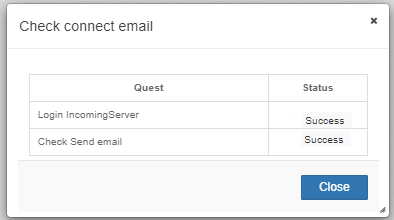 Check connect email
×
Quest Status
Login IncomingServer Success
Check Send email Success
Close